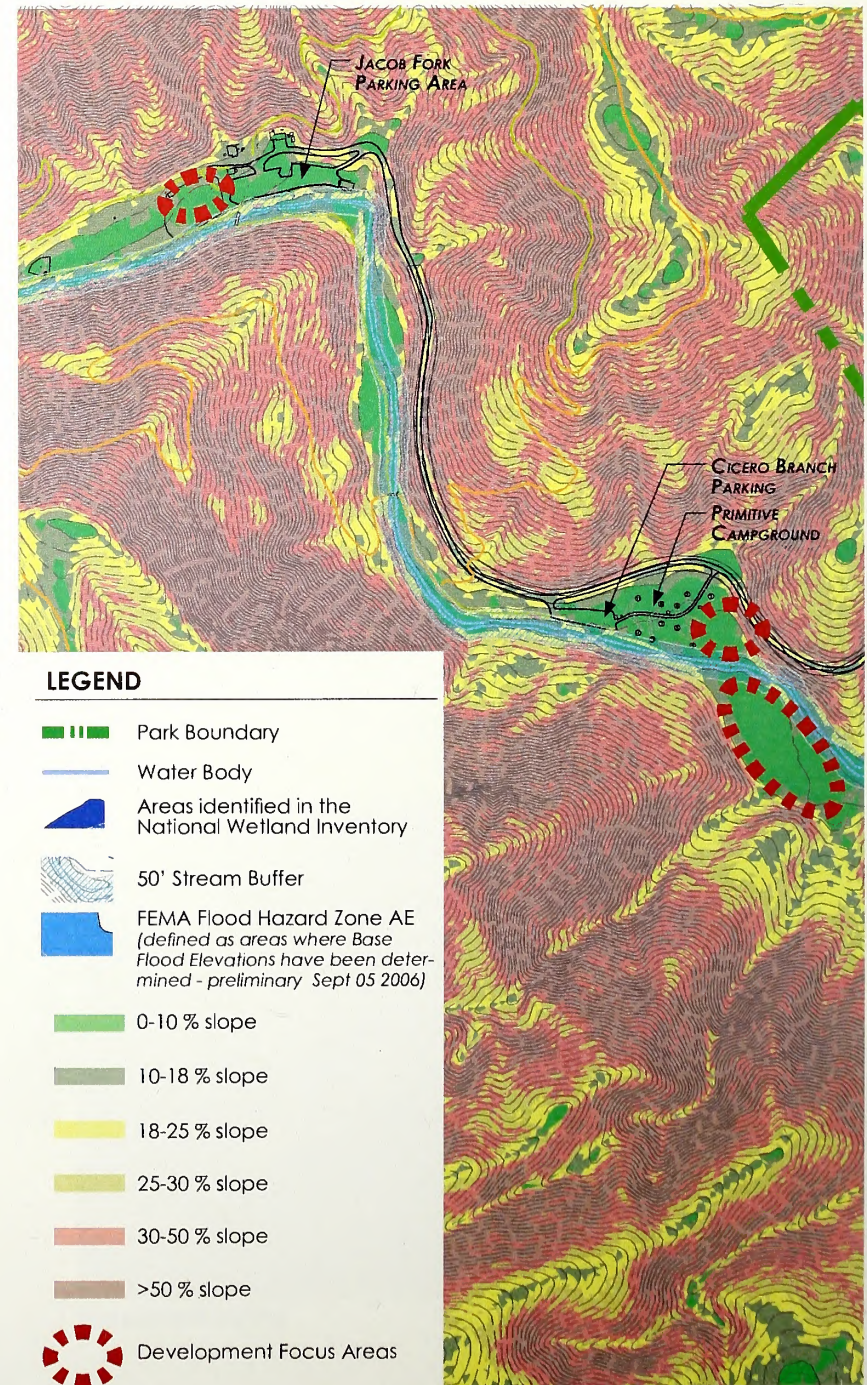 JACOB FORK
PARKING AREA
CICERO BRANCH
PARKING
PRIMITIVE
CAMPGROUND
LEGEND
Park Boundary
Water Body
Areas identified in the
National Wetland Inventory
50' Stream Buffer
FEMA Flood Hazard Zone AE
(defined as areas where Base
Flood Elevations have been deter-
mined - preliminary Sept 05 2006)
0-10 % slope
10-18 % slope
18-25 % slope
25-30 % slope
30-50 % slope
>50 % slope
Development Focus Areas